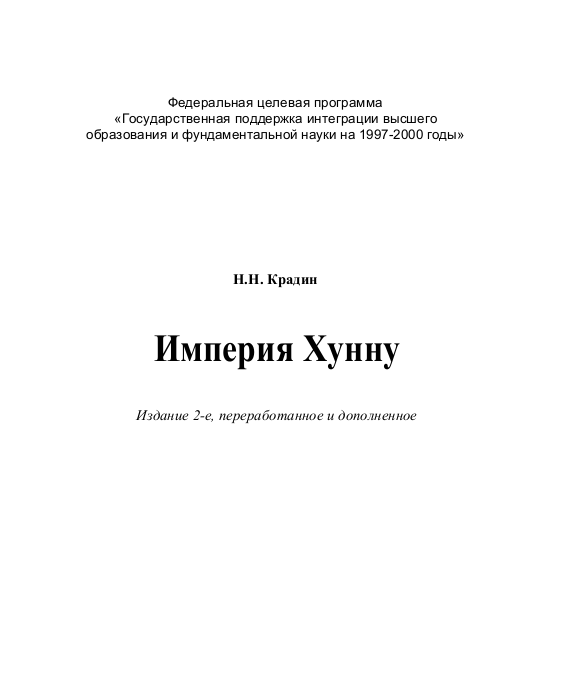 Федеральная целевая программа
«Государственная поддержка интеграции высшего
образования и фундаментальной науки на 1997-2000 годы»
Н.Н. Крадин
Империя Хунну
Издание 2-е, переработанное и дополненное